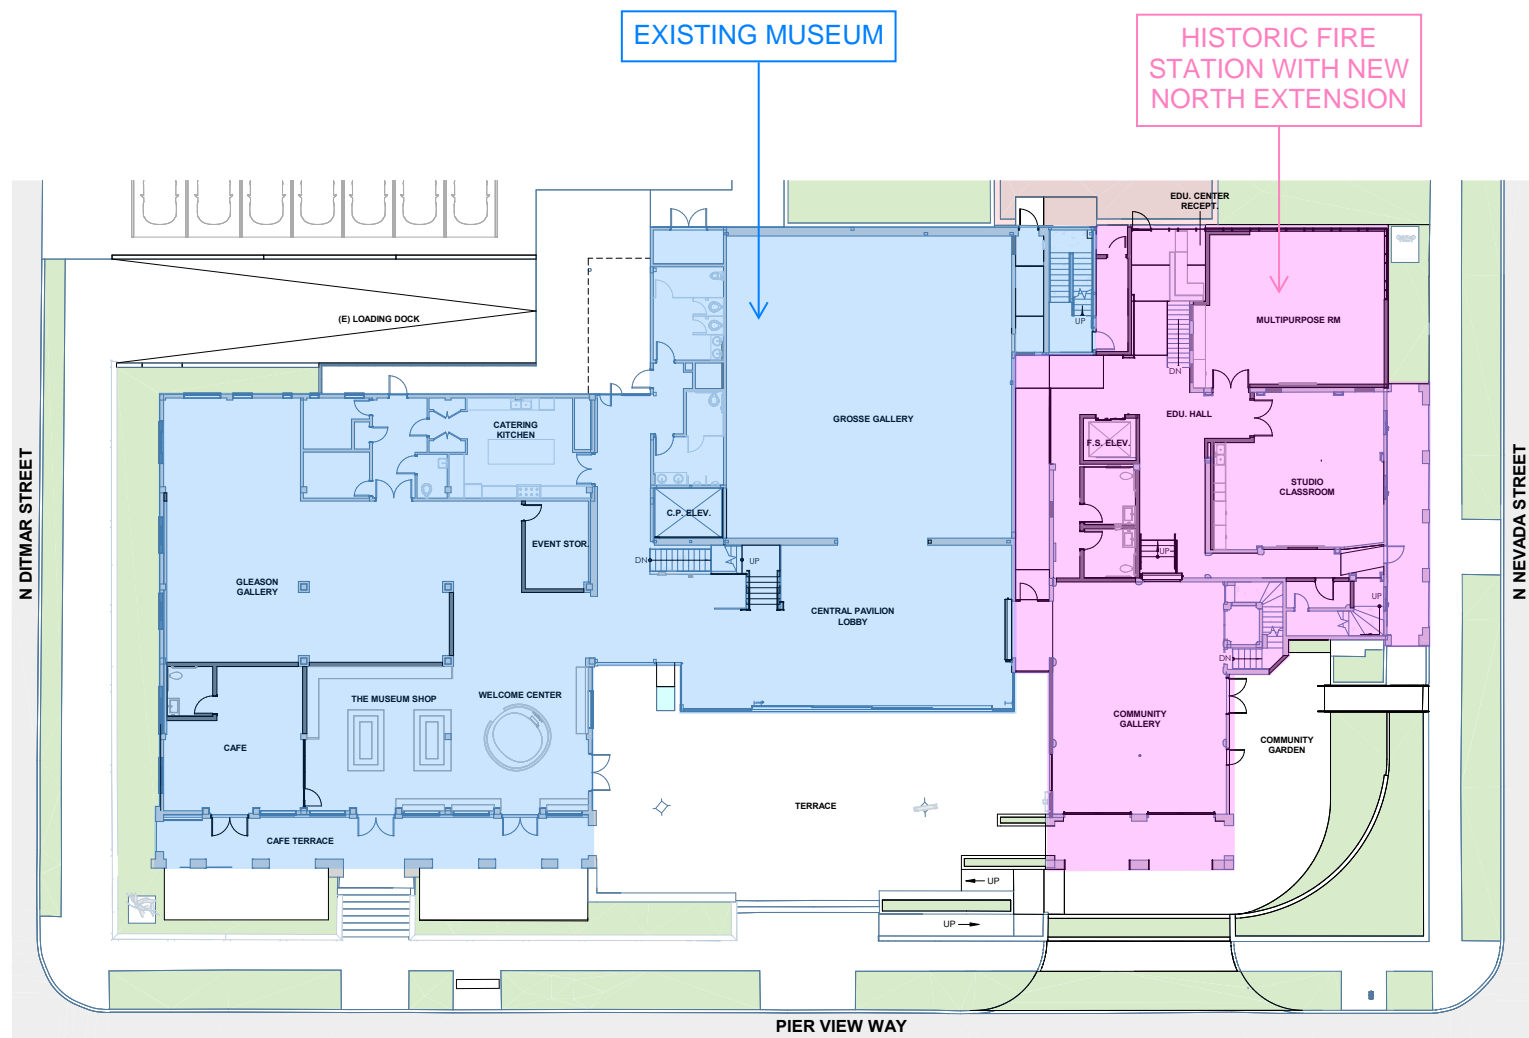 EXISTING MUSEUM
HISTORIC FIRE
STATION WITH NEW
NORTH EXTENSION
EDU. CENTER
RECEPT.
(E) LOADING DOCK
UP
MULTIPURPOSE RM
DN
CATERING
KITCHEN
GROSSE GALLERY
EDU. HALL
F.S. ELEV.
STUDIO
CLASSROOM
N DITMAR STREET
N NEVADA STREET
C.P. ELEV.
EVENT STOR.
DN
UP
UP
GLEASON
GALLERY
CENTRAL PAVILION
LOBBY
UP
DN
THE MUSEUM SHOP
WELCOME CENTER
COMMUNITY
GALLERY
CAFE
COMMUNITY
GARDEN
TERRACE
CAFE TERRACE
UP
UP
PIER VIEW WAY